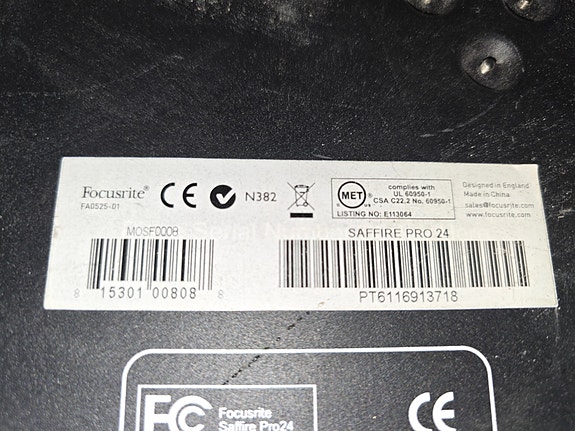 Focusrite®
FA0525-01
CE
N382
MET
complies with
UL 60950-1
CSA C22.2 No. 60950-1
LISTING NO: E113064
Designed in England
Made in China
sales@focusrite.com
www.focusrite.com
MOSF0008
8 15301 00808 8
SAFFIRE PRO 24
PT6116913718
FC
Focusrite
Saffire Pro24
CE